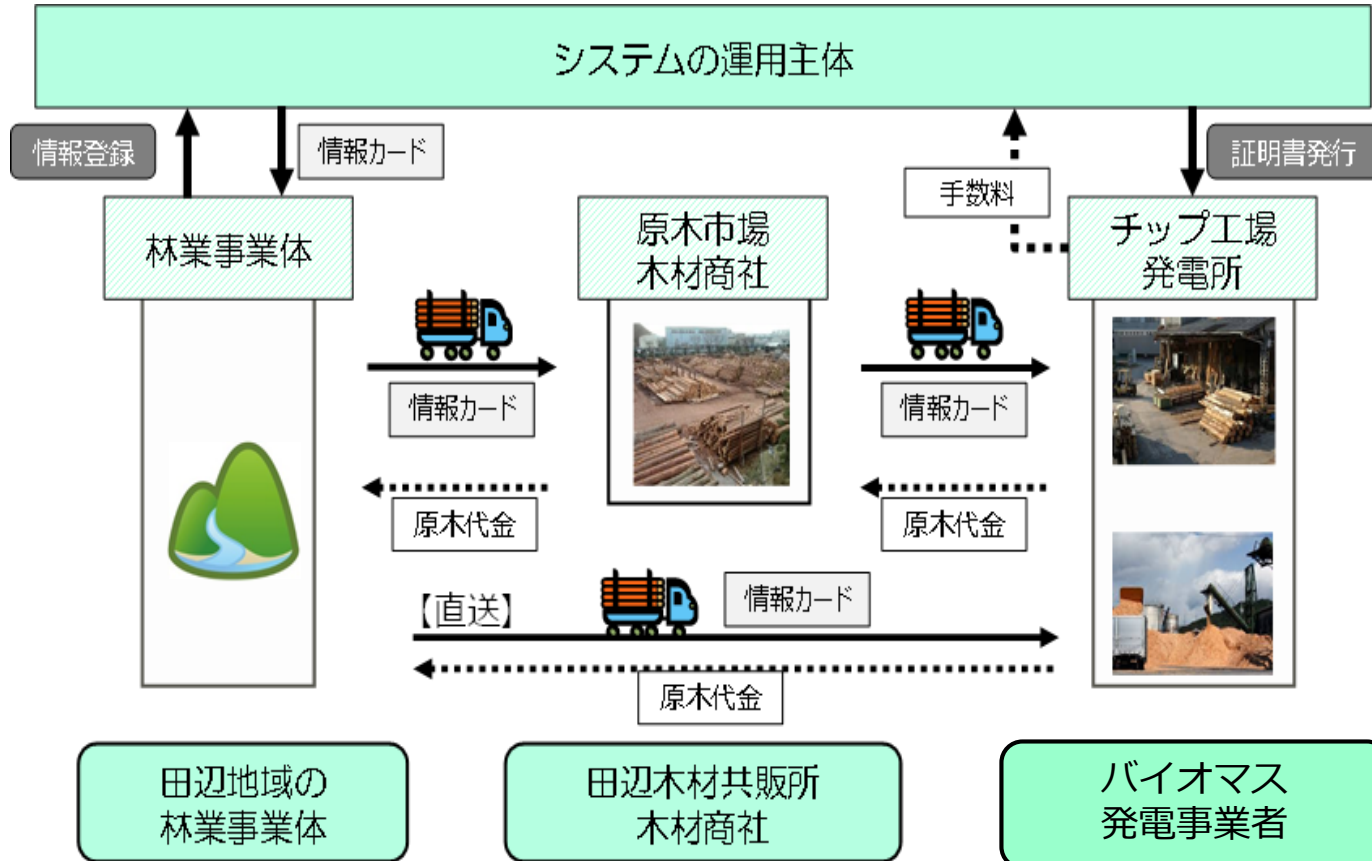 システムの運用主体
情報登録
情報カード
手数料
証明書発行
林業事業体
原木市場
木材商社
チップ工場
発電所
情報カード
情報カード
原木代金
原木代金
【直送】
情報カード
原木代金
田辺地域の
林業事業体
田辺木材共販所
木材商社
バイオマス
発電事業者